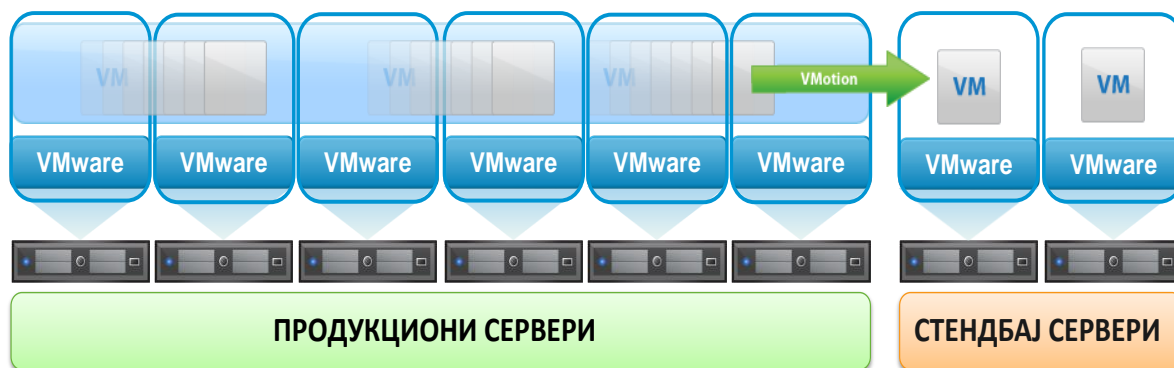 VM VM VM VMotion VM VM
VMware VMware VMware VMware VMware VMware VMware VMware
ПРОДУКЦИОНИ СЕРВЕРИ СТЕНДБАЈ СЕРВЕРИ